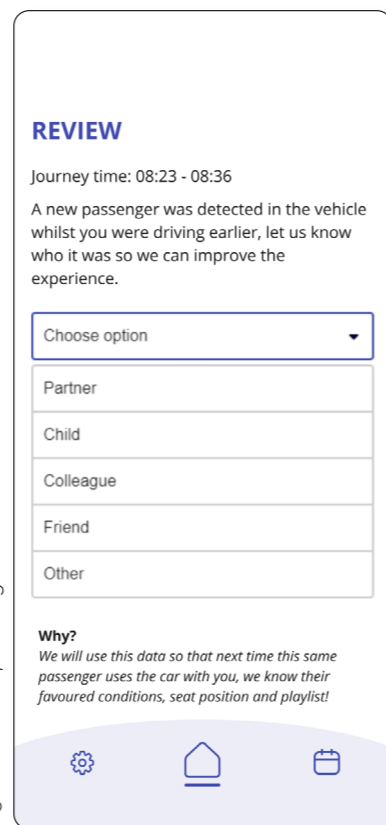 REVIEW
Journey time: 08:23 - 08:36
A new passenger was detected in the vehicle
whilst you were driving earlier, let us know
who it was so we can improve the
experience.
Choose option
Partner
Child
Colleague
Friend
Other
Why?
We will use this data so that next time this same
passenger uses the car with you, we know their
favoured conditions, seat position and playlist!